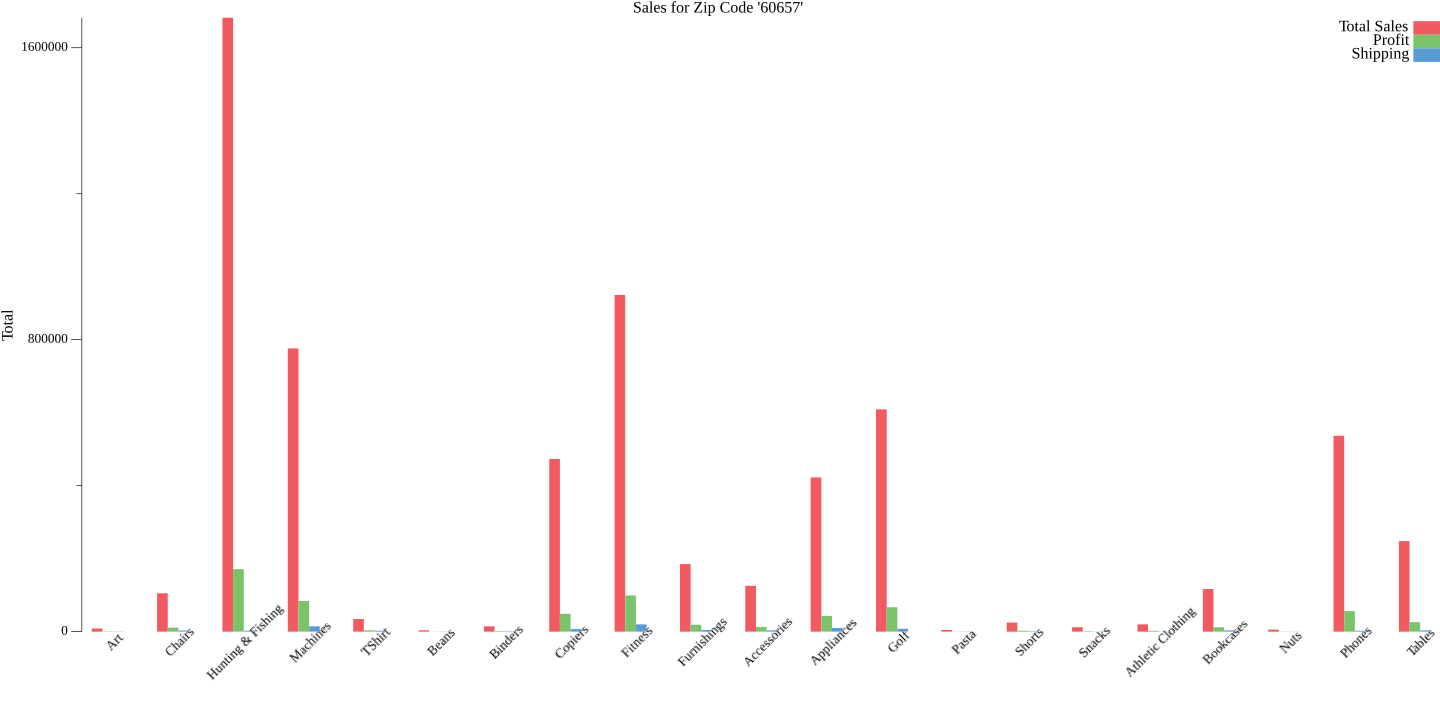 Sales for Zip Code '60657'
Total Sales
Profit
Shipping
1600000
800000
0
Total
Art
Chairs
Hunting & Fishing
Machines
TShirt
Beans
Binders
Copiers
Fitness
Furnishings
Accessories
Appliances
Golf
Pasta
Shorts
Snacks
Athletic Clothing
Bookcases
Nuts
Phones
Tables